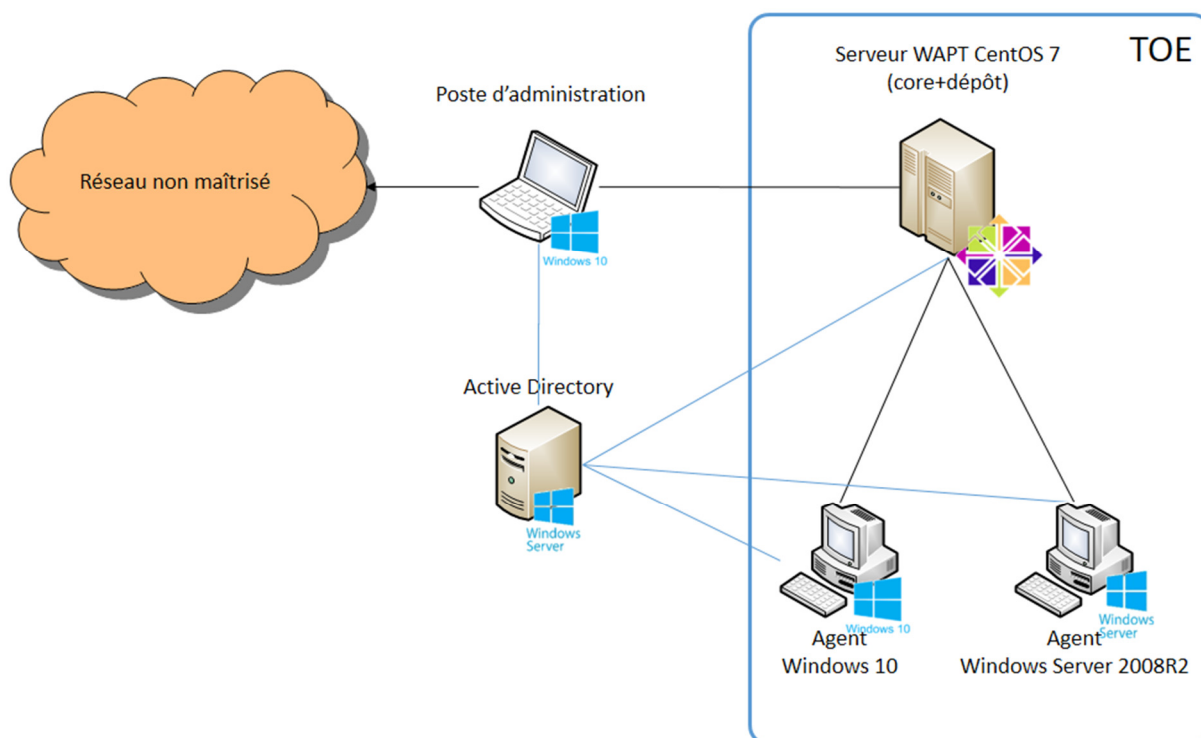 TOE
Serveur WAPT CentOS 7
(core+dépôt)
Poste d'administration
Réseau non maîtrisé
Windows 10
Active Directory
Windows
Server
Windows 10
Agent
Windows 10
Windows
Server
Agent
Windows Server 2008R2